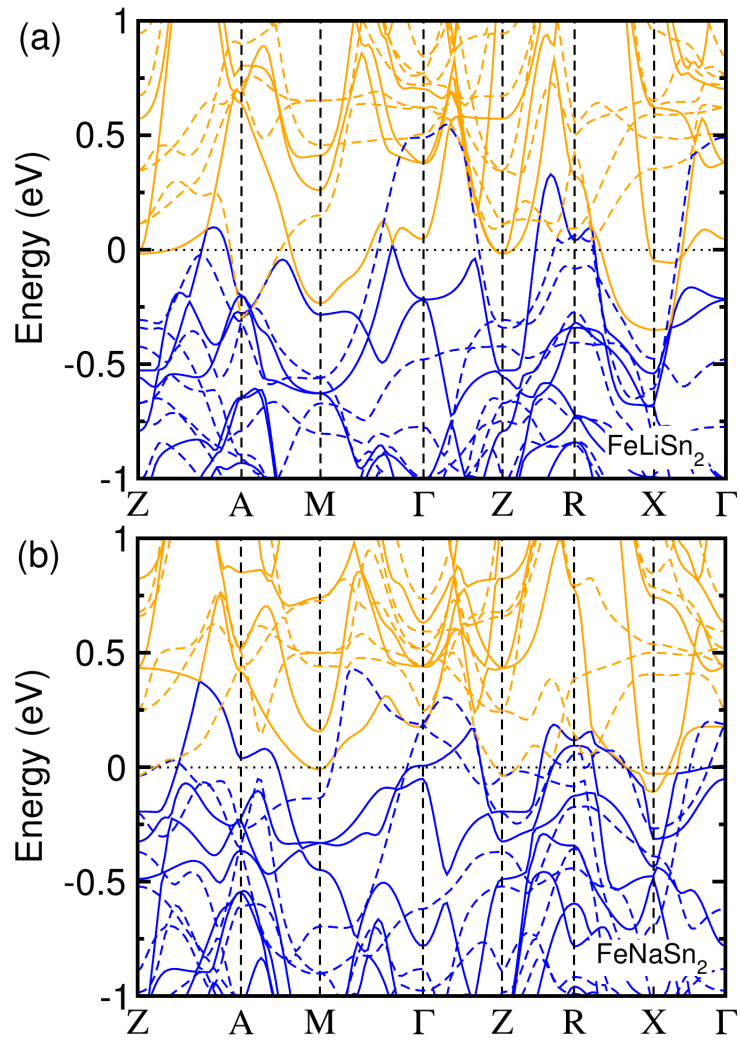 (a)
Energy (eV)
1
0.5
0
-0.5
-1
FeLiSn₂
Z A M Γ Z R X Γ
(b)
Energy (eV)
1
0.5
0
-0.5
-1
FeNaSn₂
Z A M Γ Z R X Γ